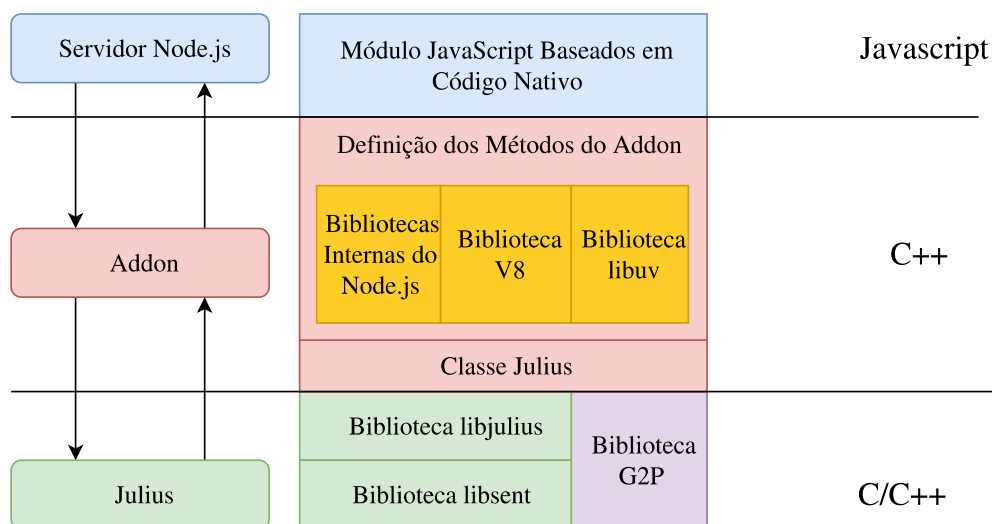 Servidor Node.js
Módulo JavaScript Baseados em
Código Nativo
Javascript
Definição dos Métodos do Addon
Bibliotecas
Internas do
Node.js
Biblioteca
V8
Biblioteca
libuv
Addon
C++
Classe Julius
Biblioteca libjulius
Biblioteca
G2P
Julius
Biblioteca libsent
C/C++